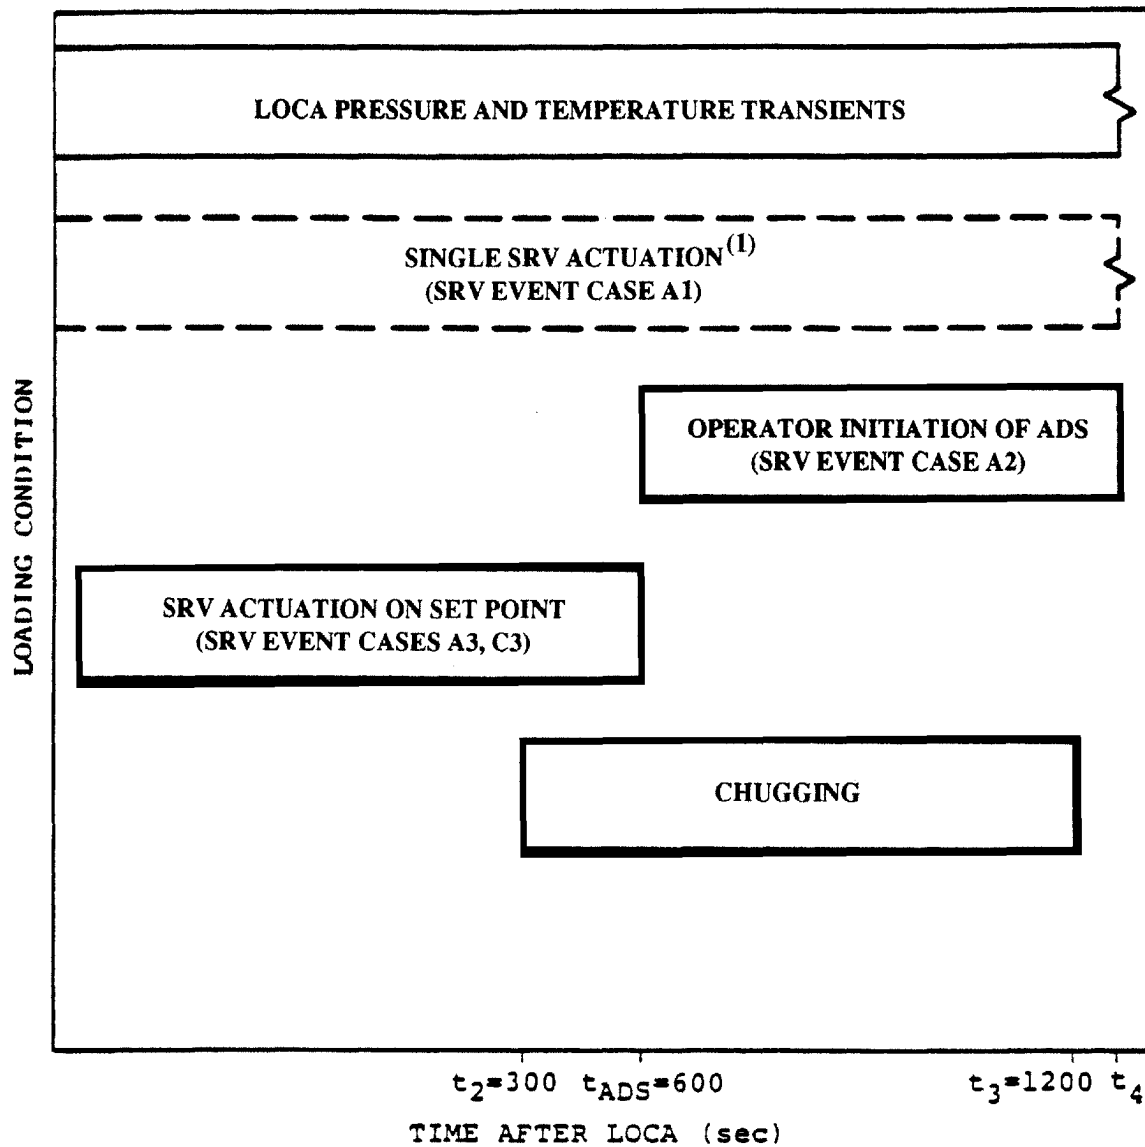 LOCA PRESSURE AND TEMPERATURE TRANSIENTS
SINGLE SRV ACTUATION(1)
(SRV EVENT CASE A1)
OPERATOR INITIATION OF ADS
(SRV EVENT CASE A2)
SRV ACTUATION ON SET POINT
(SRV EVENT CASES A3, C3)
CHUGGING
LOADING CONDITION
t2=300 tADS=600 t3=1200 t4
TIME AFTER LOCA (sec)